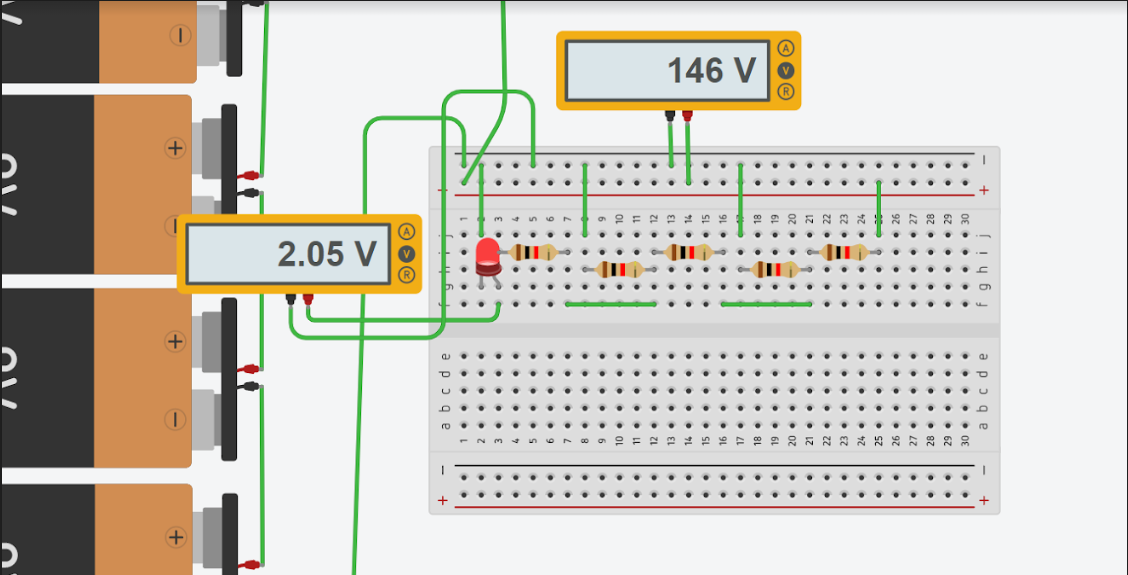 146 V
A
V
R
2.05 V
A
V
R
− −
+ +
1 2 3 4 5 6 7 8 9 10 11 12 13 14 15 16 17 18 19 20 21 22 23 24 25 26 27 28 29 30
j j
i i
h h
g g
f f
e e
d d
c c
b b
a a
1 2 3 4 5 6 7 8 9 10 11 12 13 14 15 16 17 18 19 20 21 22 23 24 25 26 27 28 29 30
− −
+ +